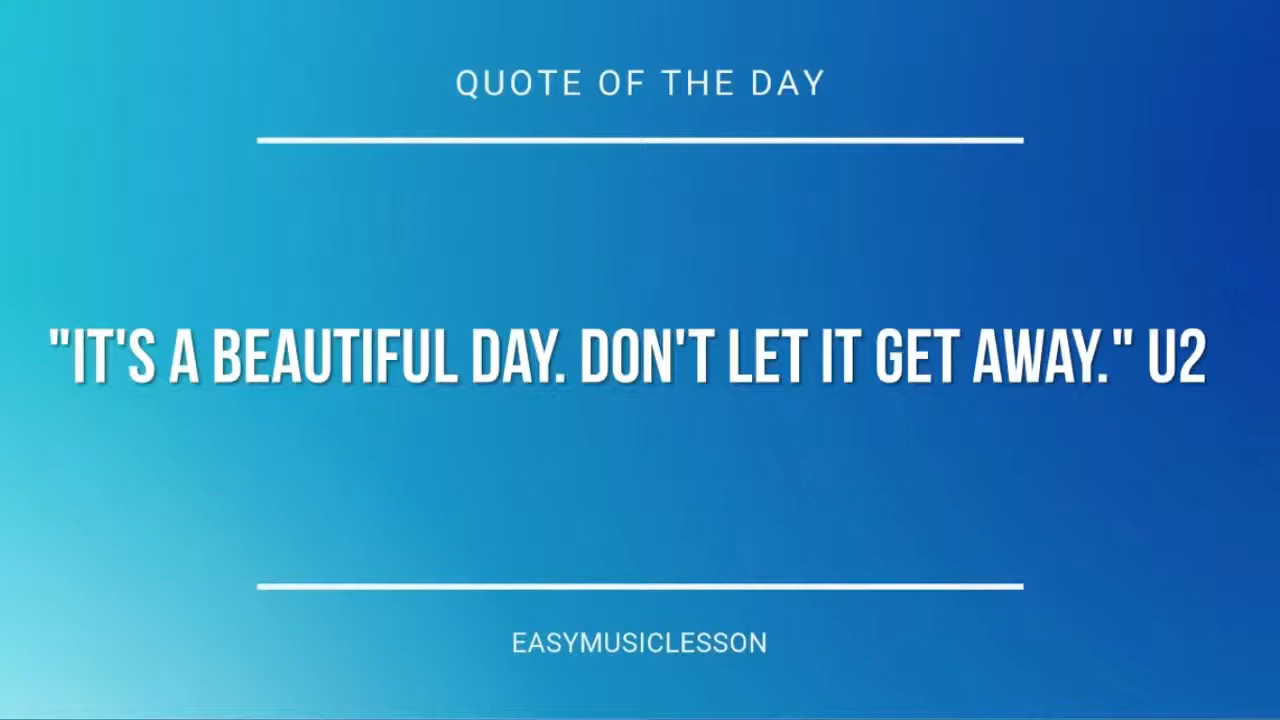 QUOTE OF THE DAY
"IT'S A BEAUTIFUL DAY. DON'T LET IT GET AWAY." U2
EASYMUSICLESSON